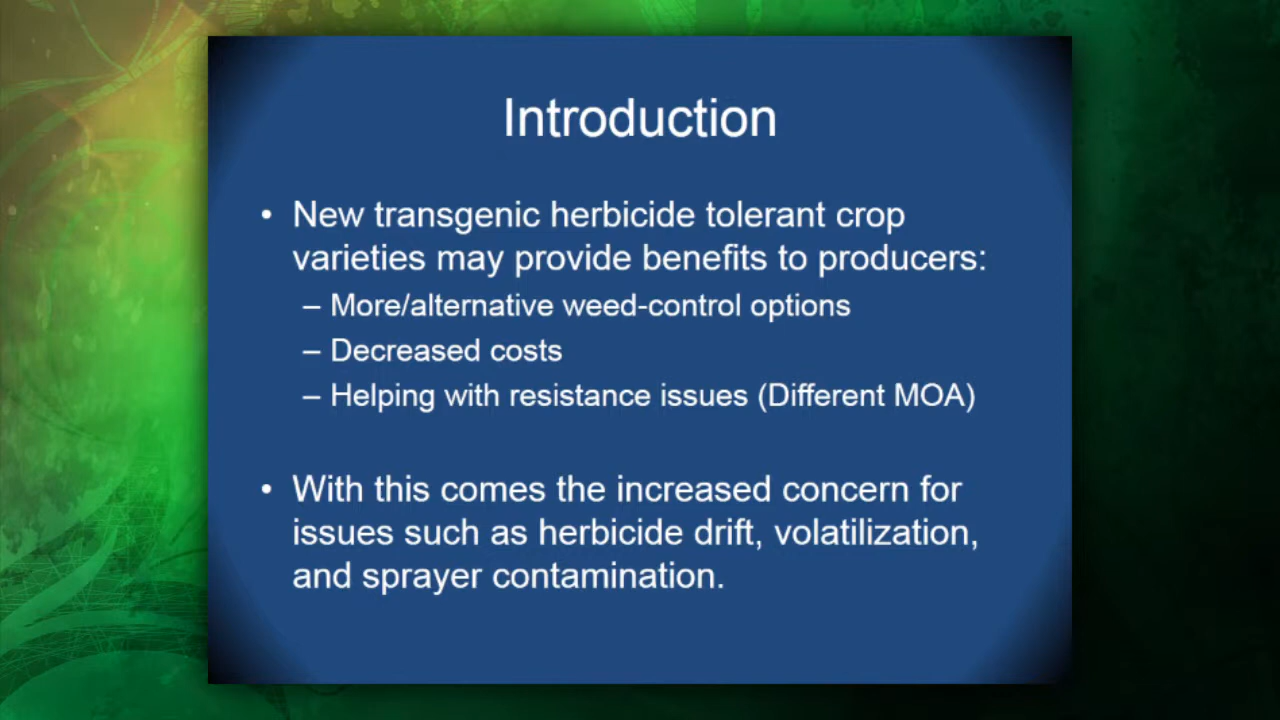 Introduction
• New transgenic herbicide tolerant crop
varieties may provide benefits to producers:
– More/alternative weed-control options
– Decreased costs
– Helping with resistance issues (Different MOA)
• With this comes the increased concern for
issues such as herbicide drift, volatilization,
and sprayer contamination.